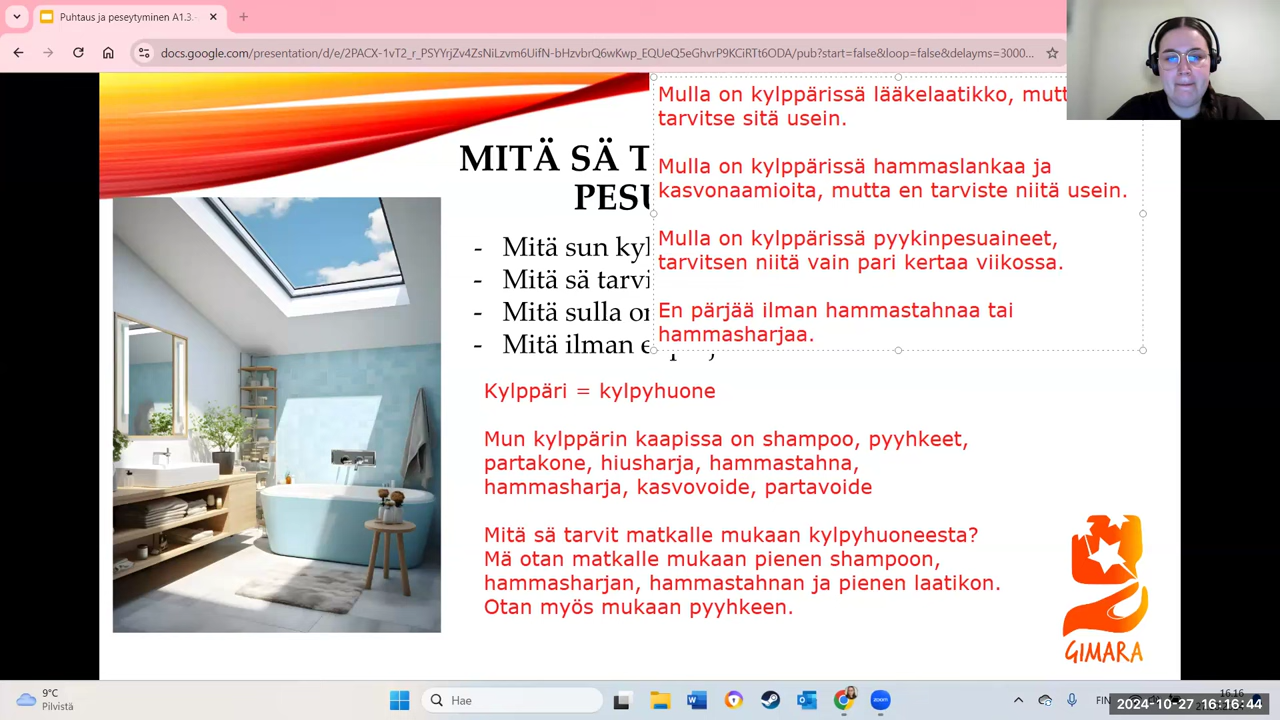 Puhtaus ja peseytyminen A1.3.
docs.google.com/presentation/d/e/2PACX-1vT2_r_PSYYrjZv4ZsNiLzvm6UifN-bHzvbrQ6wKwp_EQUeQ5eGhvrP9KCiRTt6ODA/pub?start=false&loop=false&delayms=3000...
MITÄ SÄ T
PESU
- Mitä sun kyl
- Mitä sä tarvi
- Mitä sulla on
- Mitä ilman e
Mulla on kylppärissä lääkelaatikko, mutt
tarvitse sitä usein.
Mulla on kylppärissä hammaslankaa ja
kasvonaamioita, mutta en tarviste niitä usein.
Mulla on kylppärissä pyykinpesuaineet,
tarvitsen niitä vain pari kertaa viikossa.
En pärjää ilman hammastahnaa tai
hammasharjaa.
Kylppäri = kylpyhuone
Mun kylppärin kaapissa on shampoo, pyyhkeet,
partakone, hiusharja, hammastahna,
hammasharja, kasvovoide, partavoide
Mitä sä tarvit matkalle mukaan kylpyhuoneesta?
Mä otan matkalle mukaan pienen shampoon,
hammasharjan, hammastahnan ja pienen laatikon.
Otan myös mukaan pyyhkeen.
GIMARA
9°C
Pilvistä
Hae
zoom
FIN
16.16
2024-10-27 16:16:44